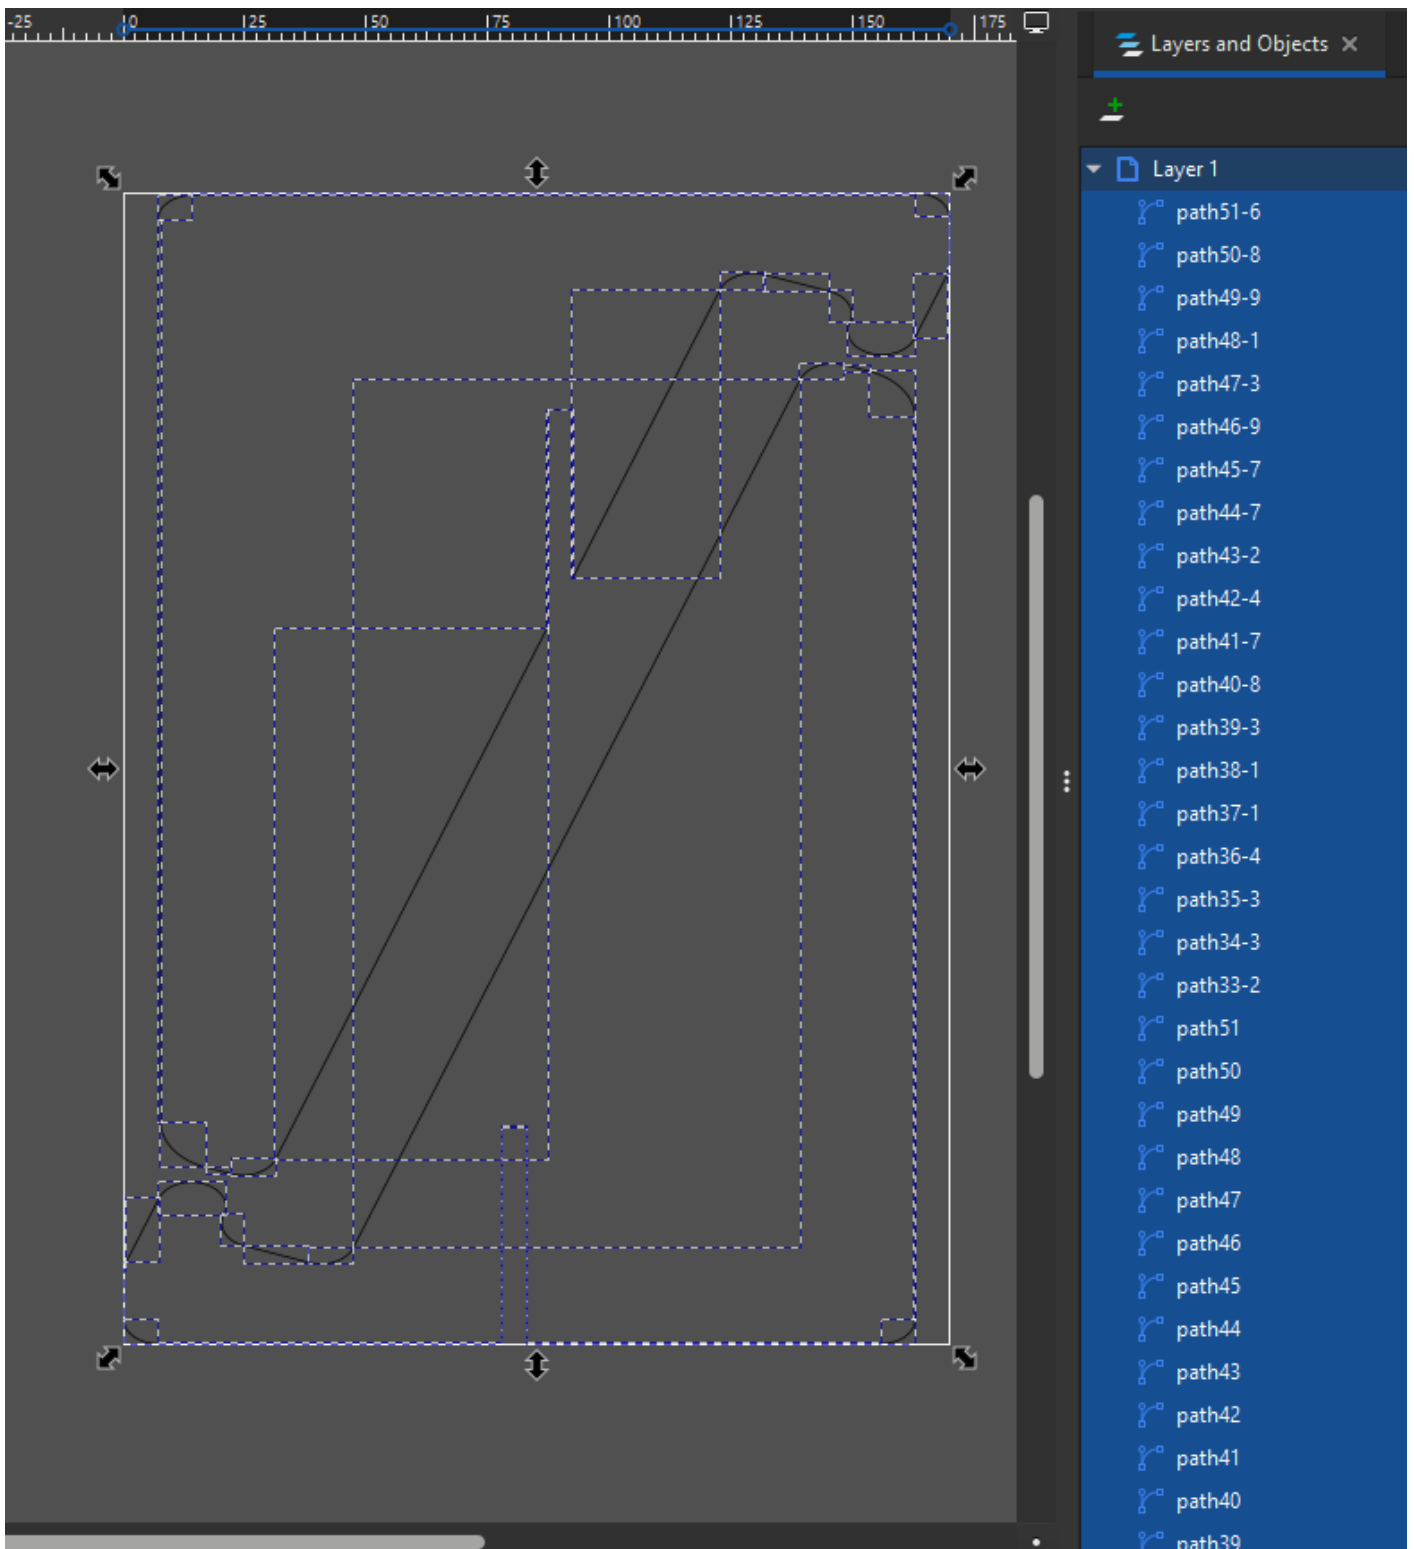 -25 0 25 50 75 100 125 150 175
Layers and Objects
Layer 1
path51-6
path50-8
path49-9
path48-1
path47-3
path46-9
path45-7
path44-7
path43-2
path42-4
path41-7
path40-8
path39-3
path38-1
path37-1
path36-4
path35-3
path34-3
path33-2
path51
path50
path49
path48
path47
path46
path45
path44
path43
path42
path41
path40
path39